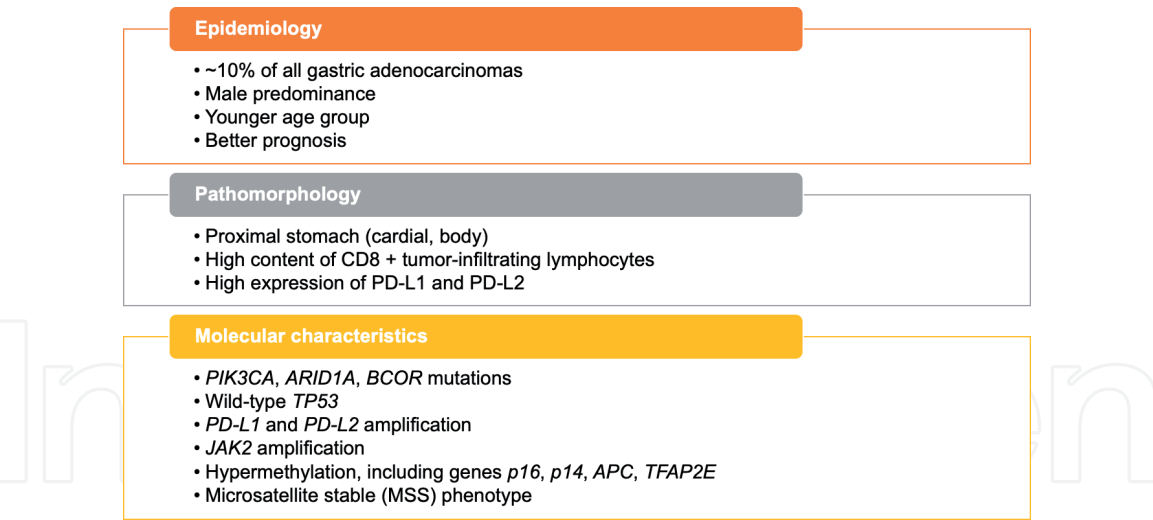 Epidemiology
• ~10% of all gastric adenocarcinomas
• Male predominance
• Younger age group
• Better prognosis
Pathomorphology
• Proximal stomach (cardial, body)
• High content of CD8 + tumor-infiltrating lymphocytes
• High expression of PD-L1 and PD-L2
Molecular characteristics
• PIK3CA, ARID1A, BCOR mutations
• Wild-type TP53
• PD-L1 and PD-L2 amplification
• JAK2 amplification
• Hypermethylation, including genes p16, p14, APC, TFAP2E
• Microsatellite stable (MSS) phenotype